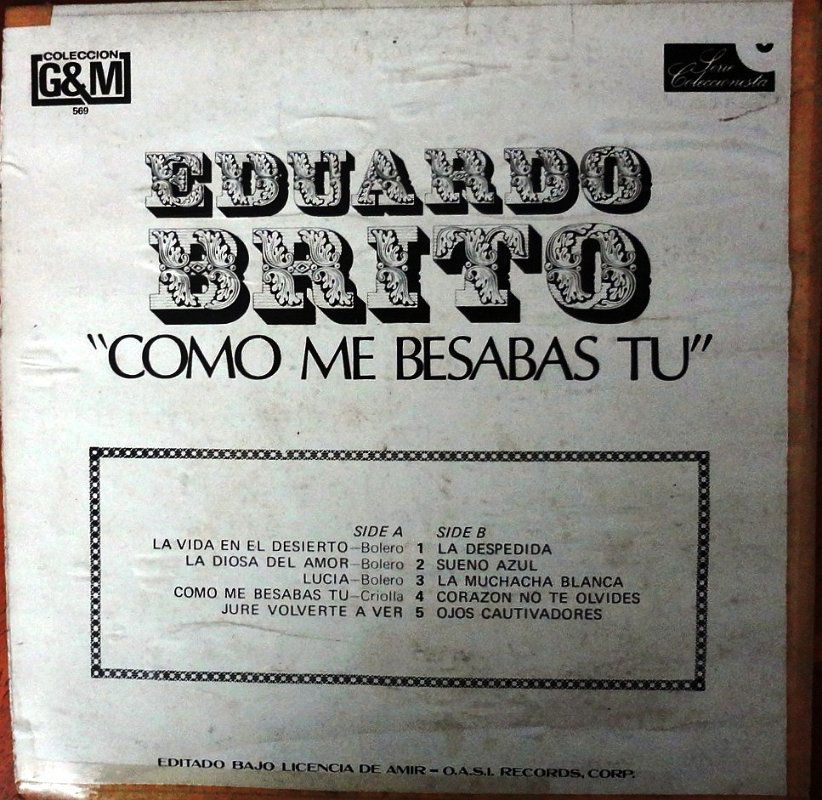 COLECCION
G&M
569
Serie
Coleccionista
EDUARDO
BRITO
"COMO ME BESABAS TU"
SIDE A SIDE B
LA VIDA EN EL DESIERTO-Bolero 1 LA DESPEDIDA
LA DIOSA DEL AMOR-Bolero 2 SUENO AZUL
LUCIA-Bolero 3 LA MUCHACHA BLANCA
COMO ME BESABAS TU-Criolla 4 CORAZON NO TE OLVIDES
JURE VOLVERTE A VER 5 OJOS CAUTIVADORES
EDITADO BAJO LICENCIA DE AMIR - O.A.S.I. RECORDS, CORP.